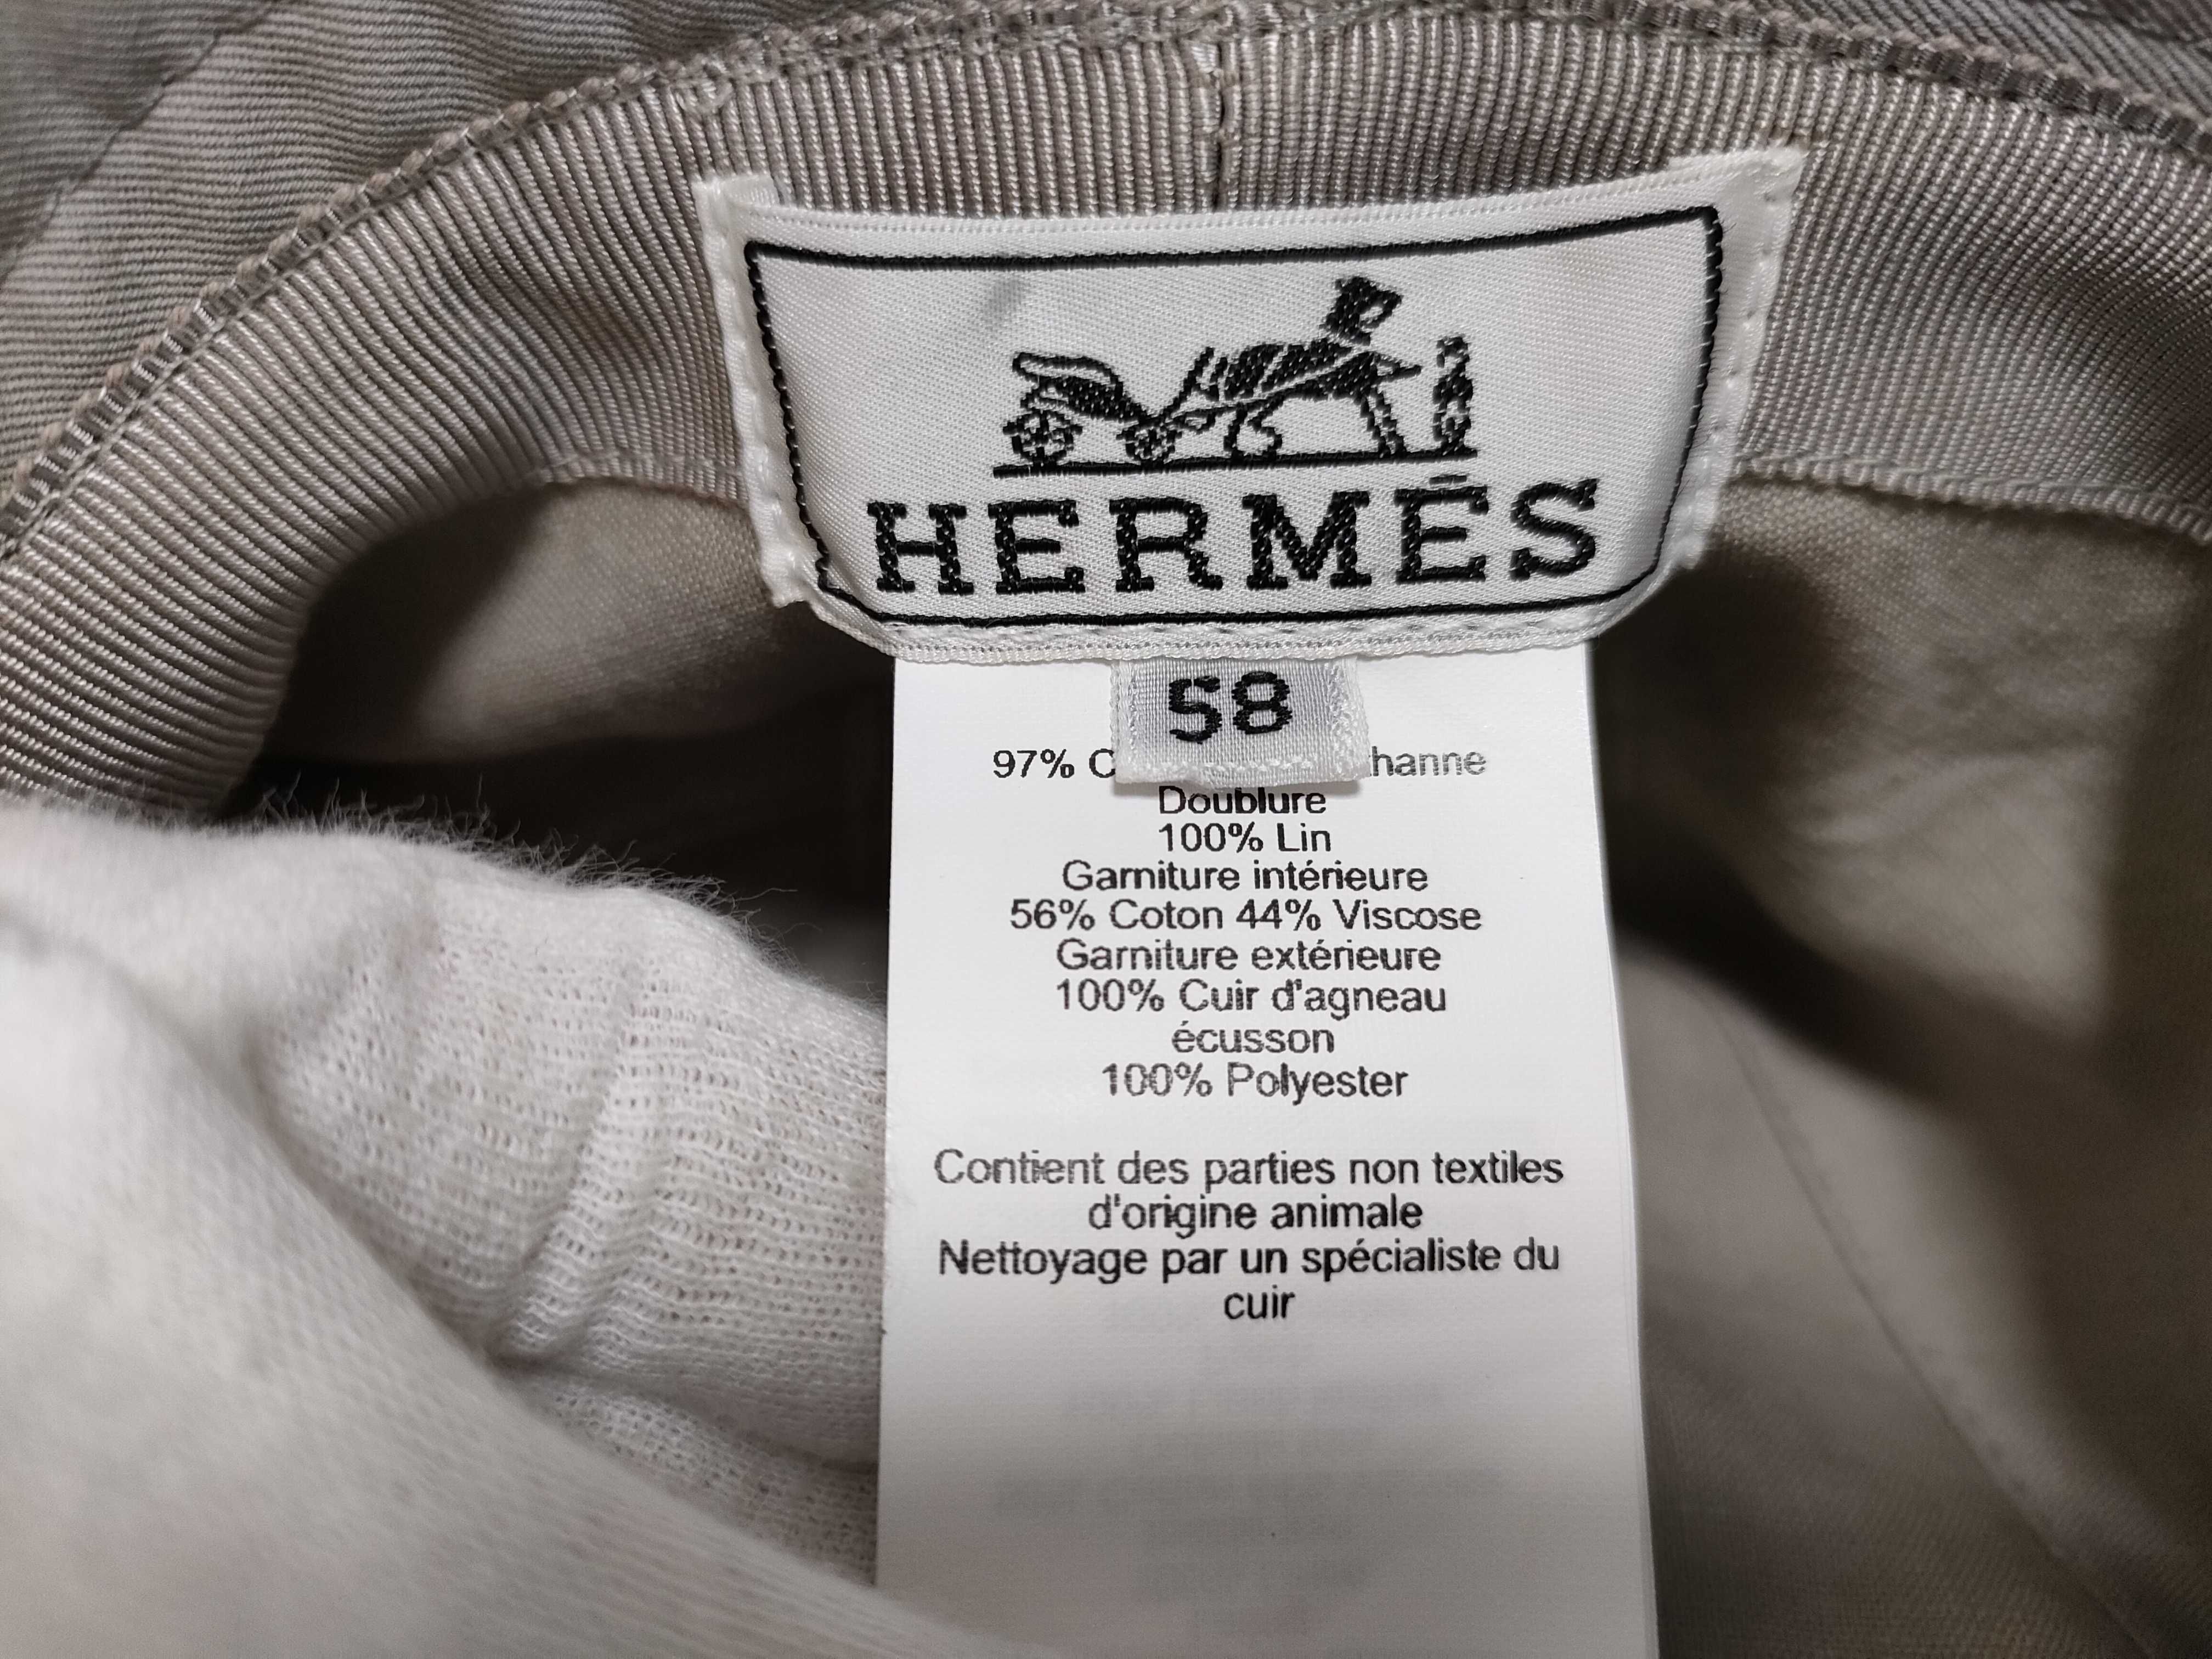 HERMÈS
58
97%
Doublure
100% Lin
Garniture intérieure
56% Coton 44% Viscose
Garniture extérieure
100% Cuir d'agneau
écusson
100% Polyester
Contient des parties non textiles
d'origine animale
Nettoyage par un spécialiste du
cuir